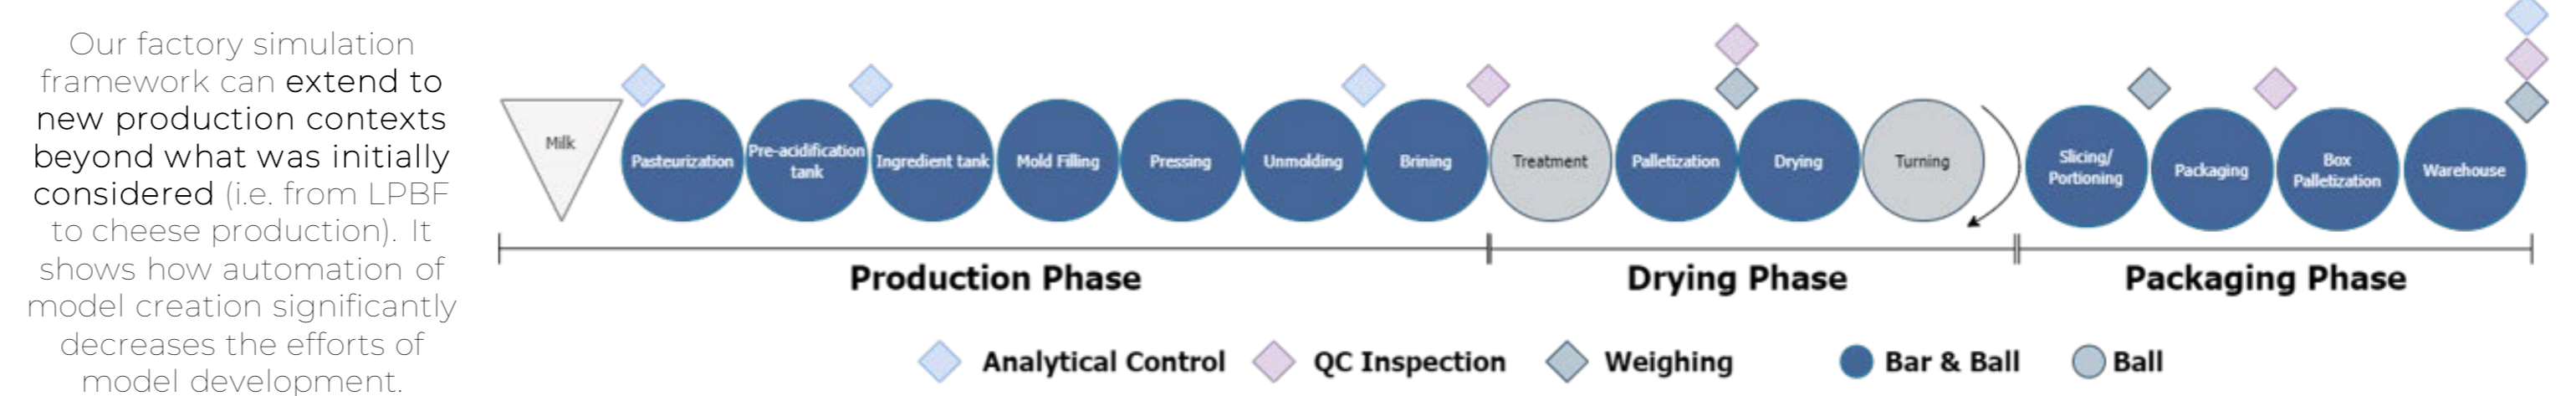 Our factory simulation
framework can extend to
new production contexts
beyond what was initially
considered (i.e. from LPBF
to cheese production). It
shows how automation of
model creation significantly
decreases the efforts of
model development.
Milk
Pasteurization
Pre-acidification
tank
Ingredient tank
Mold Filling
Pressing
Unmolding
Brining
Treatment
Palletization
Drying
Turning
Slicing/
Portioning
Packaging
Box
Palletization
Warehouse
Production Phase
Drying Phase
Packaging Phase
Analytical Control
QC Inspection
Weighing
Bar & Ball
Ball